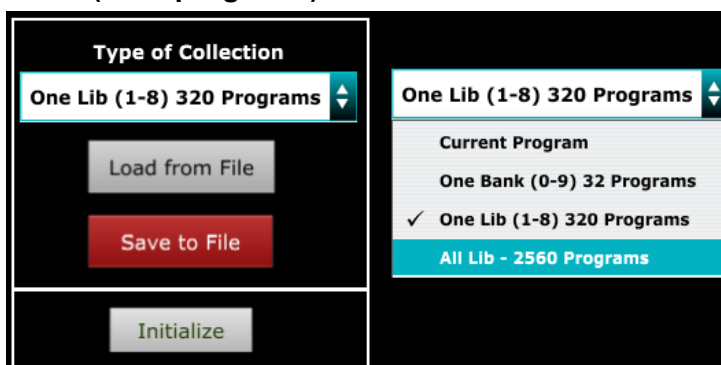 Type of Collection
One Lib (1-8) 320 Programs
Load from File
Save to File
Initialize
One Lib (1-8) 320 Programs
Current Program
One Bank (0-9) 32 Programs
✓ One Lib (1-8) 320 Programs
All Lib - 2560 Programs